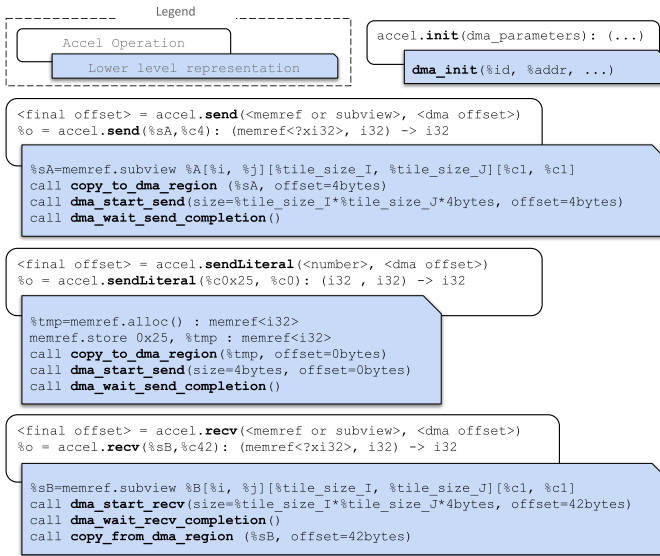 Legend
Accel Operation
Lower level representation
accel.init(dma_parameters): (...)
dma_init(%id, %addr, ...)
<final offset> = accel.send(<memref or subview>, <dma offset>)
%o = accel.send(%sA,%c4): (memref<?xi32>, i32) -> i32
%sA=memref.subview %A[%i, %j][%tile_size_I, %tile_size_J][%c1, %c1]
call copy_to_dma_region (%sA, offset=4bytes)
call dma_start_send(size=%tile_size_I*%tile_size_J*4bytes, offset=4bytes)
call dma_wait_send_completion()
<final offset> = accel.sendLiteral(<number>, <dma offset>)
%o = accel.sendLiteral(%c0x25, %c0): (i32 , i32) -> i32
%tmp=memref.alloc() : memref<i32>
memref.store 0x25, %tmp : memref<i32>
call copy_to_dma_region(%tmp, offset=0bytes)
call dma_start_send(size=4bytes, offset=0bytes)
call dma_wait_send_completion()
<final offset> = accel.recv(<memref or subview>, <dma offset>)
%o = accel.recv(%sB,%c42): (memref<?xi32>, i32) -> i32
%sB=memref.subview %B[%i, %j][%tile_size_I, %tile_size_J][%c1, %c1]
call dma_start_recv(size=%tile_size_I*%tile_size_J*4bytes, offset=42bytes)
call dma_wait_recv_completion()
call copy_from_dma_region (%sB, offset=42bytes)